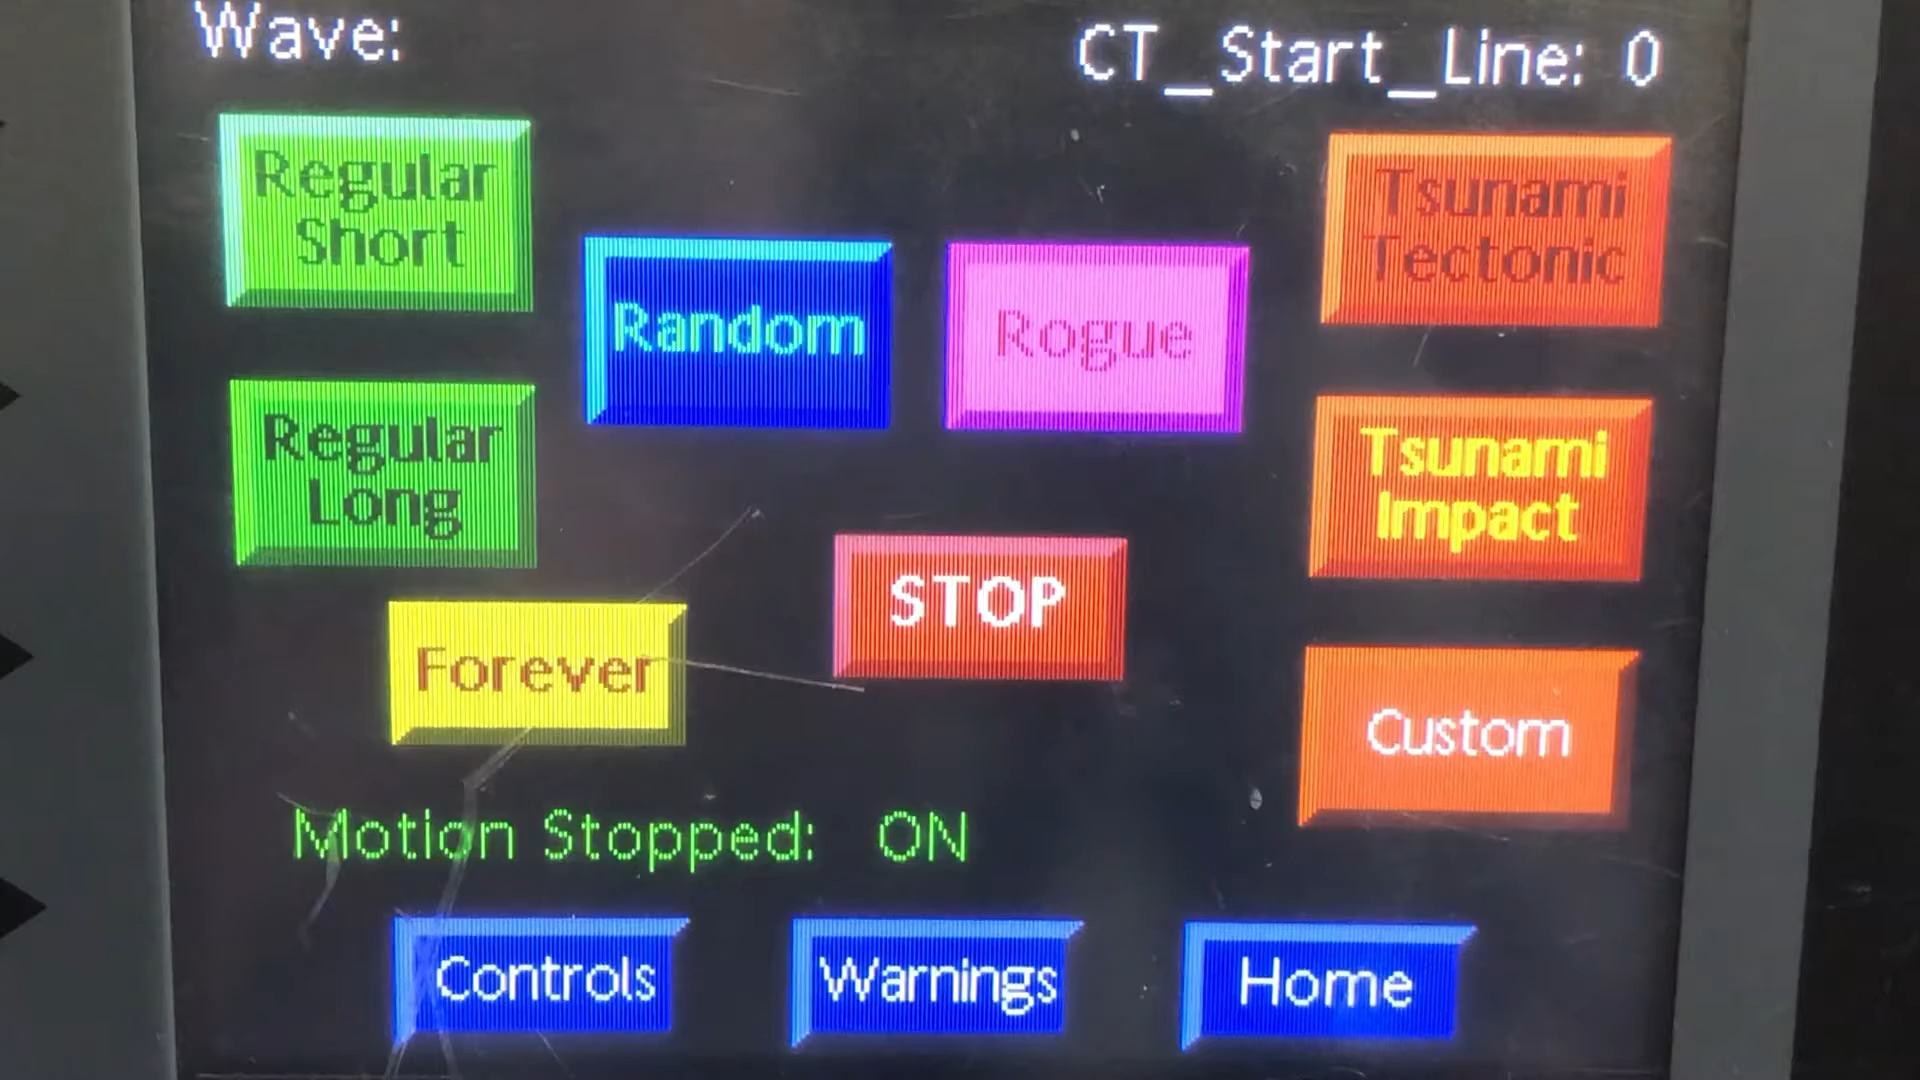 Wave:
CT_Start_Line: 0
Regular
Short
Random
Rogue
Tsunami
Tectonic
Regular
Long
Tsunami
Impact
STOP
Forever
Custom
Motion Stopped: ON
Controls
Warnings
Home